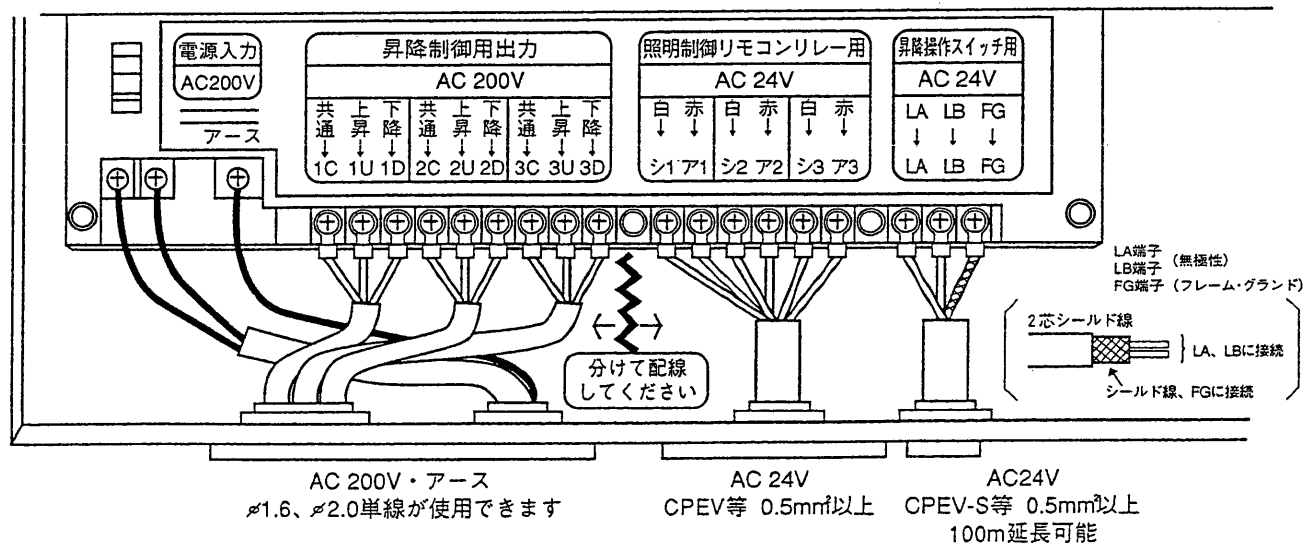 電源入力
AC200V
アース
昇降制御用出力
AC 200V
共通 上昇 下降 共通 上昇 下降 共通 上昇 下降
↓ ↓ ↓ ↓ ↓ ↓ ↓ ↓ ↓
1C 1U 1D 2C 2U 2D 3C 3U 3D
照明制御リモコンリレー用
AC 24V
白 赤 白 赤 白 赤
↓ ↓ ↓ ↓ ↓ ↓
シ1 ア1 シ2 ア2 シ3 ア3
昇降操作スイッチ用
AC 24V
LA LB FG
↓ ↓ ↓
LA LB FG
LA端子
LB端子 (無極性)
FG端子 (フレーム・グランド)
2芯シールド線
LA、LBに接続
シールド線、FGに接続
分けて配線
してください
AC 200V・アース
ø1.6、ø2.0単線が使用できます
AC 24V
CPEV等 0.5mm²以上
AC24V
CPEV-S等 0.5mm²以上
100m延長可能